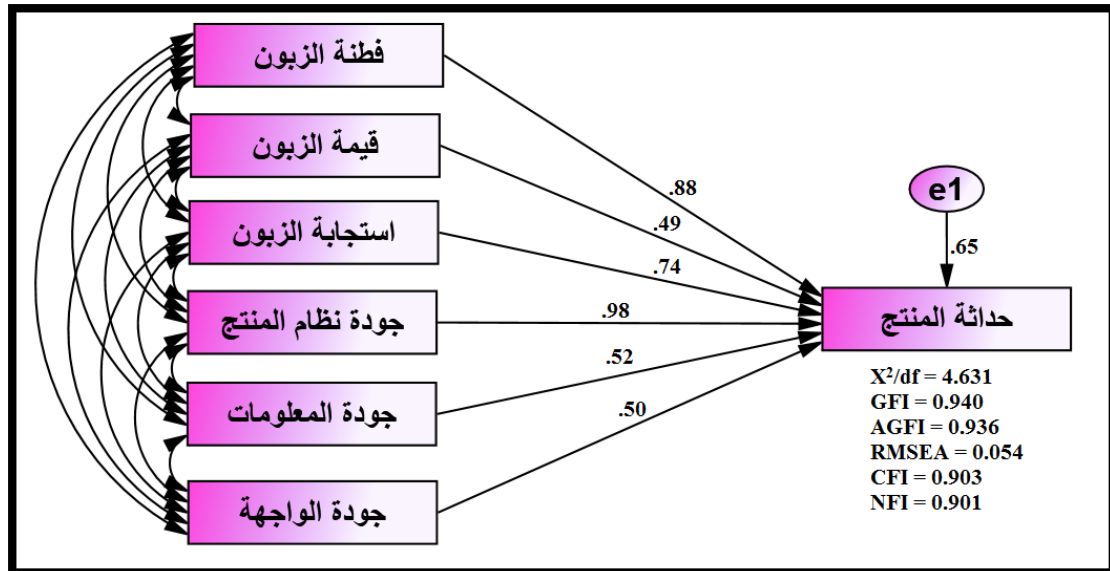 فطنة الزبون
قيمة الزبون
استجابة الزبون
جودة نظام المنتج
جودة المعلومات
جودة الواجهة
.88
.49
.74
.98
.52
.50
e1
.65
حداثة المنتج
X²/df = 4.631
GFI = 0.940
AGFI = 0.936
RMSEA = 0.054
CFI = 0.903
NFI = 0.901